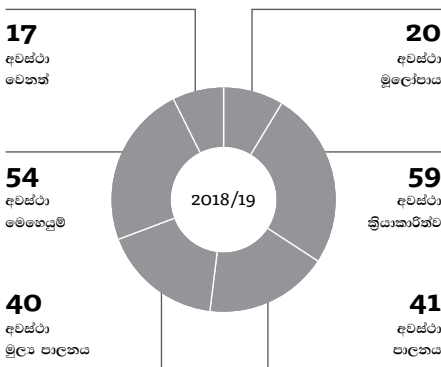 17
අවස්ථා
වෙනත්
20
අවස්ථා
මූලෝපාය
2018/19
54
අවස්ථා
මෙහෙයුම්
59
අවස්ථා
ක්‍රියාකාරිත්ව
40
අවස්ථා
මුල්‍ය පාලනය
41
අවස්ථා
පාලනය